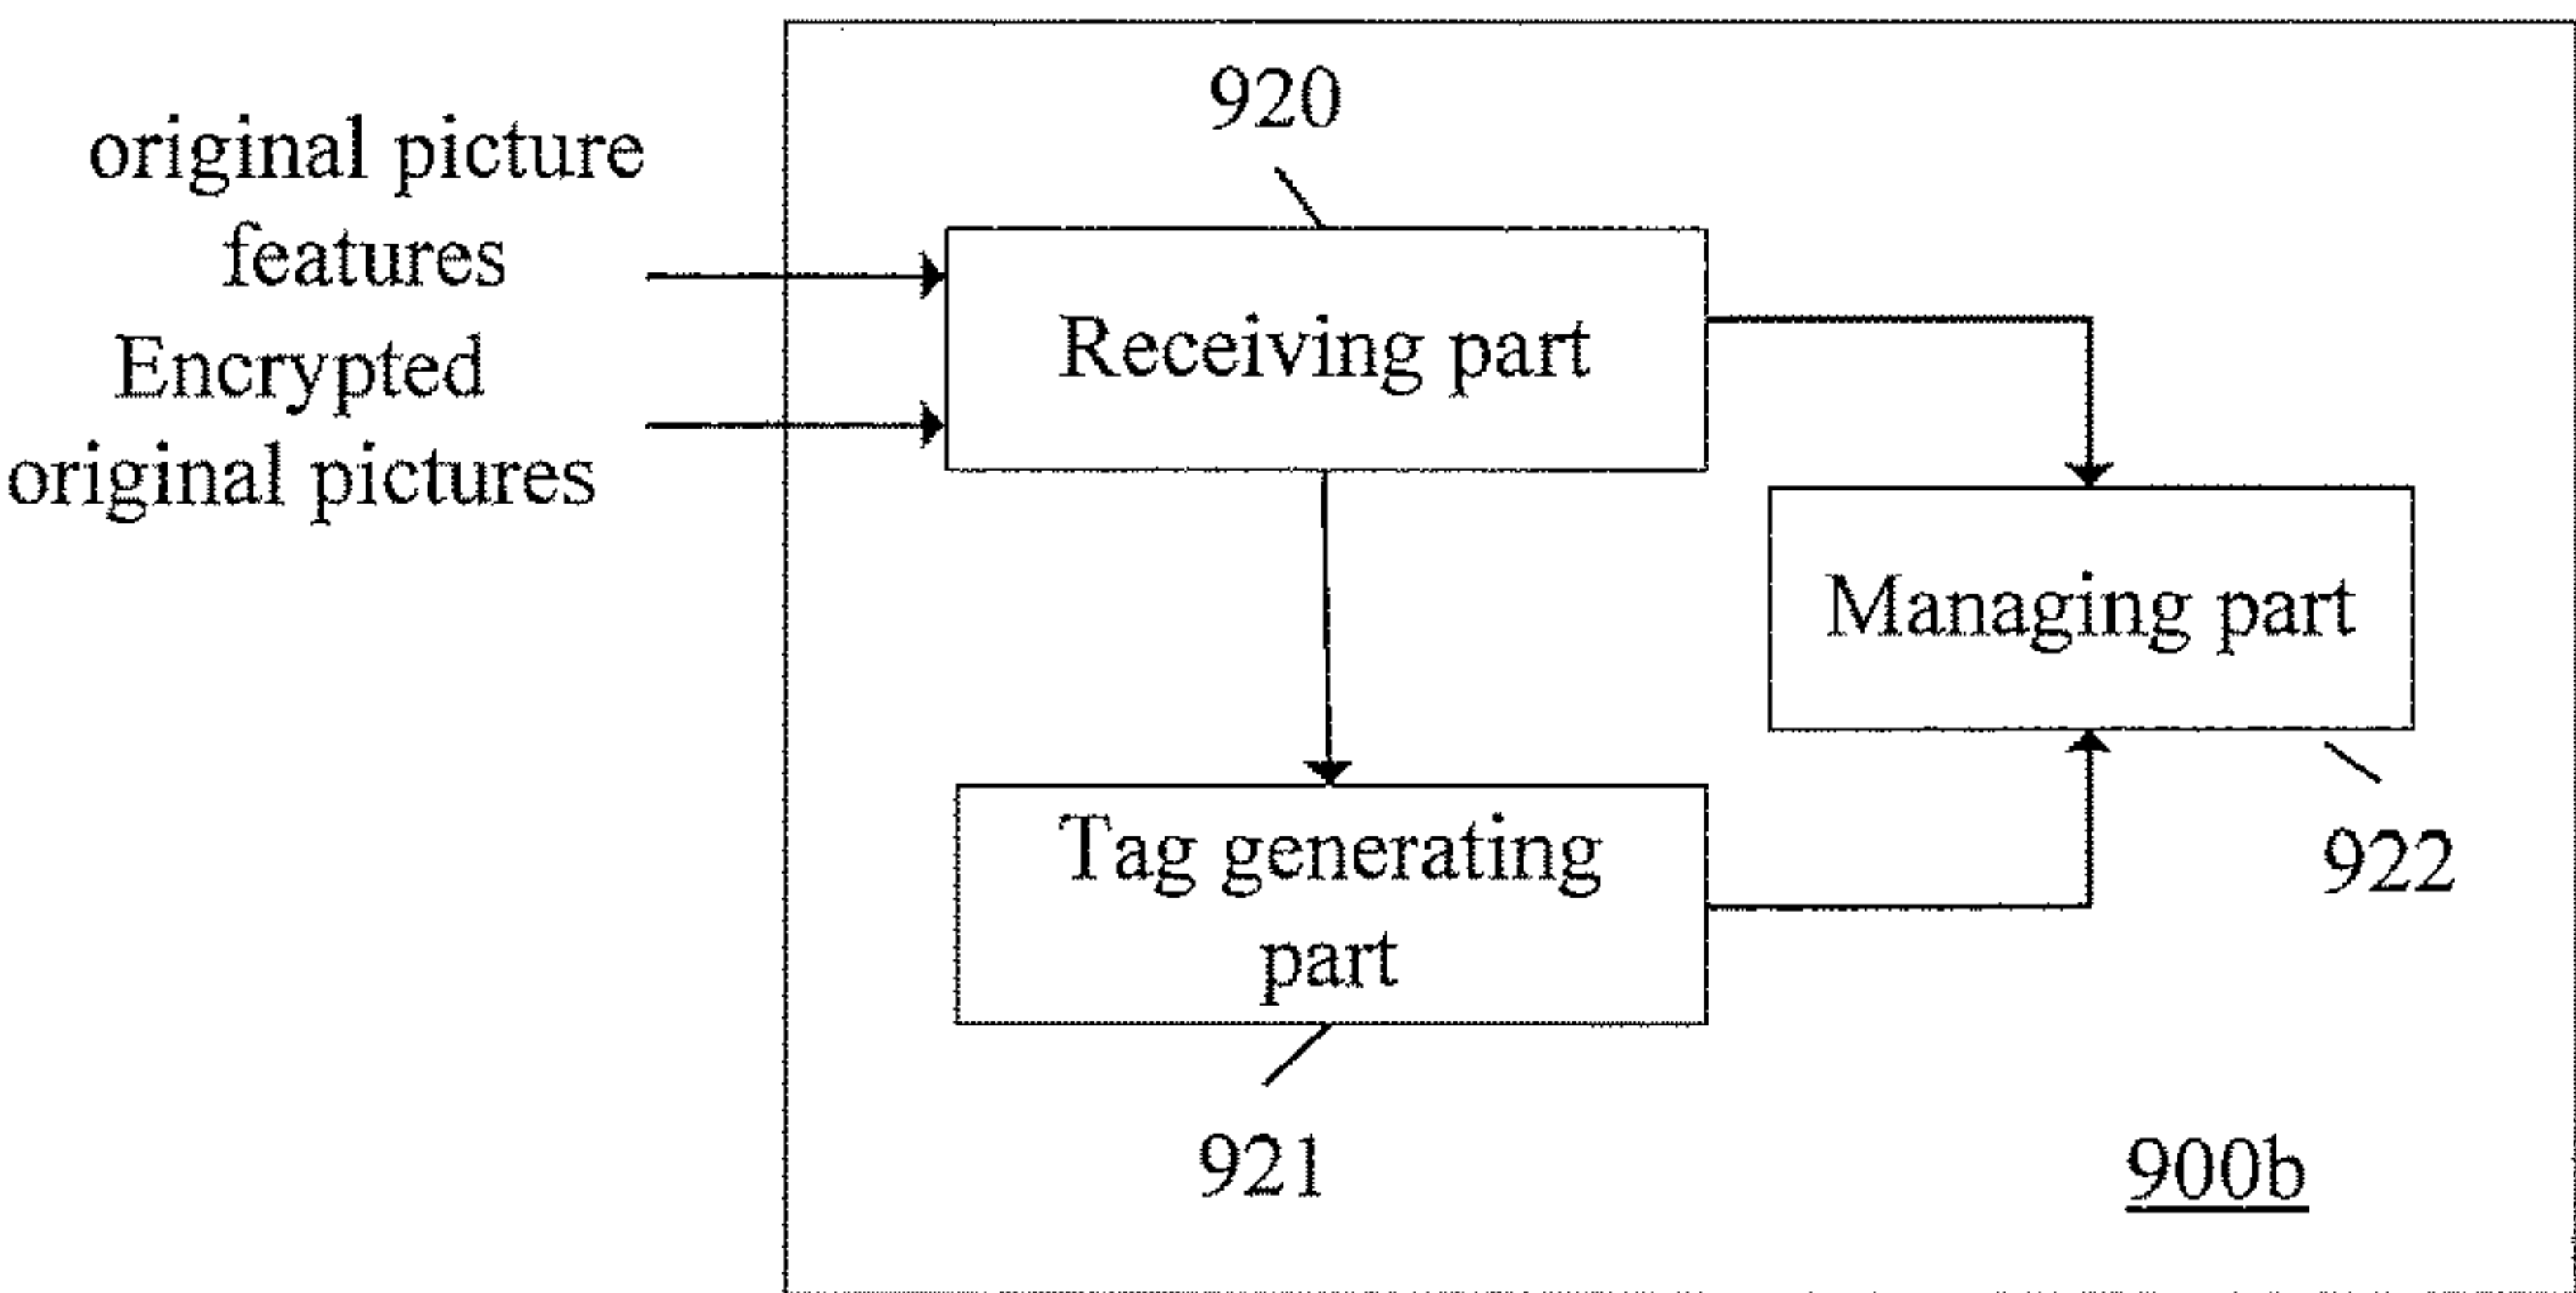 original picture
features
Encrypted
original pictures
920
Receiving part
Managing part
922
Tag generating
part
921
900b